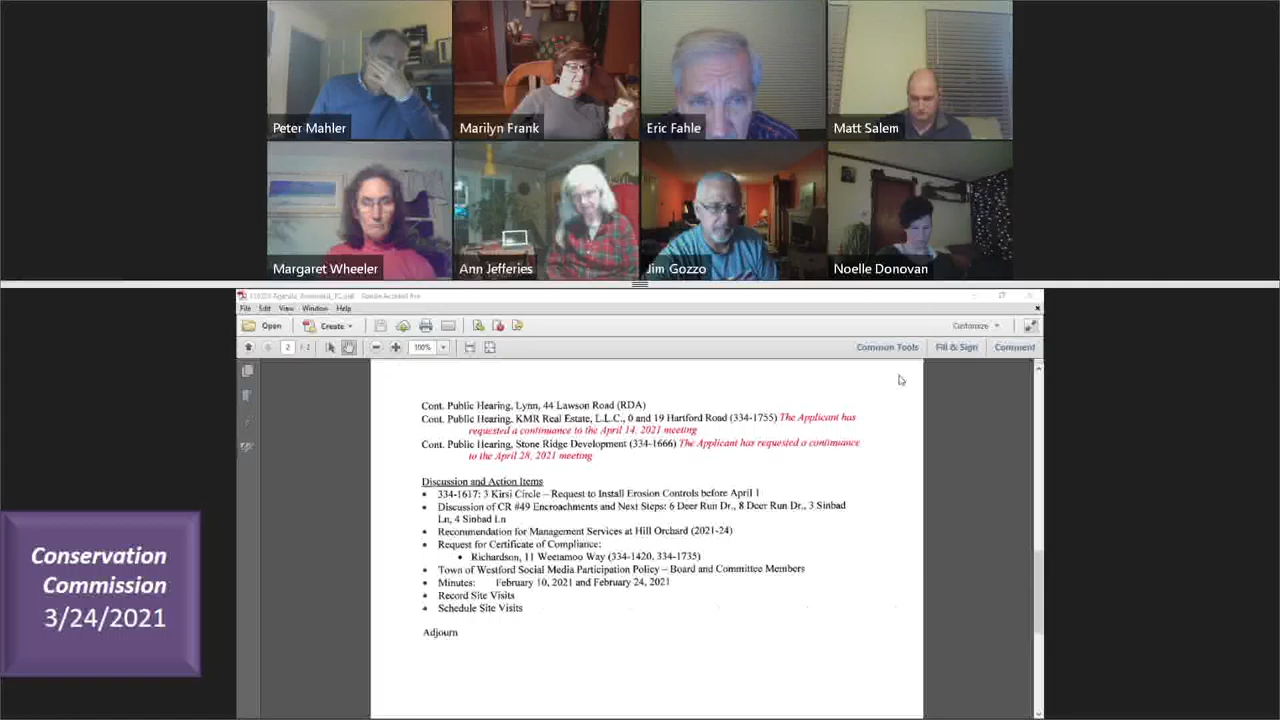 Peter Mahler
Marilyn Frank
Eric Fahle
Matt Salem
Margaret Wheeler
Ann Jefferies
Jim Gozzo
Noelle Donovan
File Edit View Window Help
Open
Create
Customize
2
100%
Common Tools
Fill & Sign
Comment
Cont. Public Hearing, Lynn, 44 Lawson Road (RDA)
Cont. Public Hearing, KMR Real Estate, L.L.C., 0 and 19 Hartford Road (334-1755) The Applicant has
requested a continuance to the April 14, 2021 meeting
Cont. Public Hearing, Stone Ridge Development (334-1666) The Applicant has requested a continuance
to the April 28, 2021 meeting
Discussion and Action Items
• 334-1617: 3 Kirsi Circle – Request to Install Erosion Controls before April 1
• Discussion of CR #49 Encroachments and Next Steps: 6 Deer Run Dr., 8 Deer Run Dr., 3 Sinbad
Ln, 4 Sinbad Ln
• Recommendation for Management Services at Hill Orchard (2021-24)
• Request for Certificate of Compliance:
• Richardson, 11 Weetamoo Way (334-1420, 334-1735)
• Town of Westford Social Media Participation Policy – Board and Committee Members
• Minutes: February 10, 2021 and February 24, 2021
• Record Site Visits
• Schedule Site Visits
Adjourn
Conservation
Commission
3/24/2021